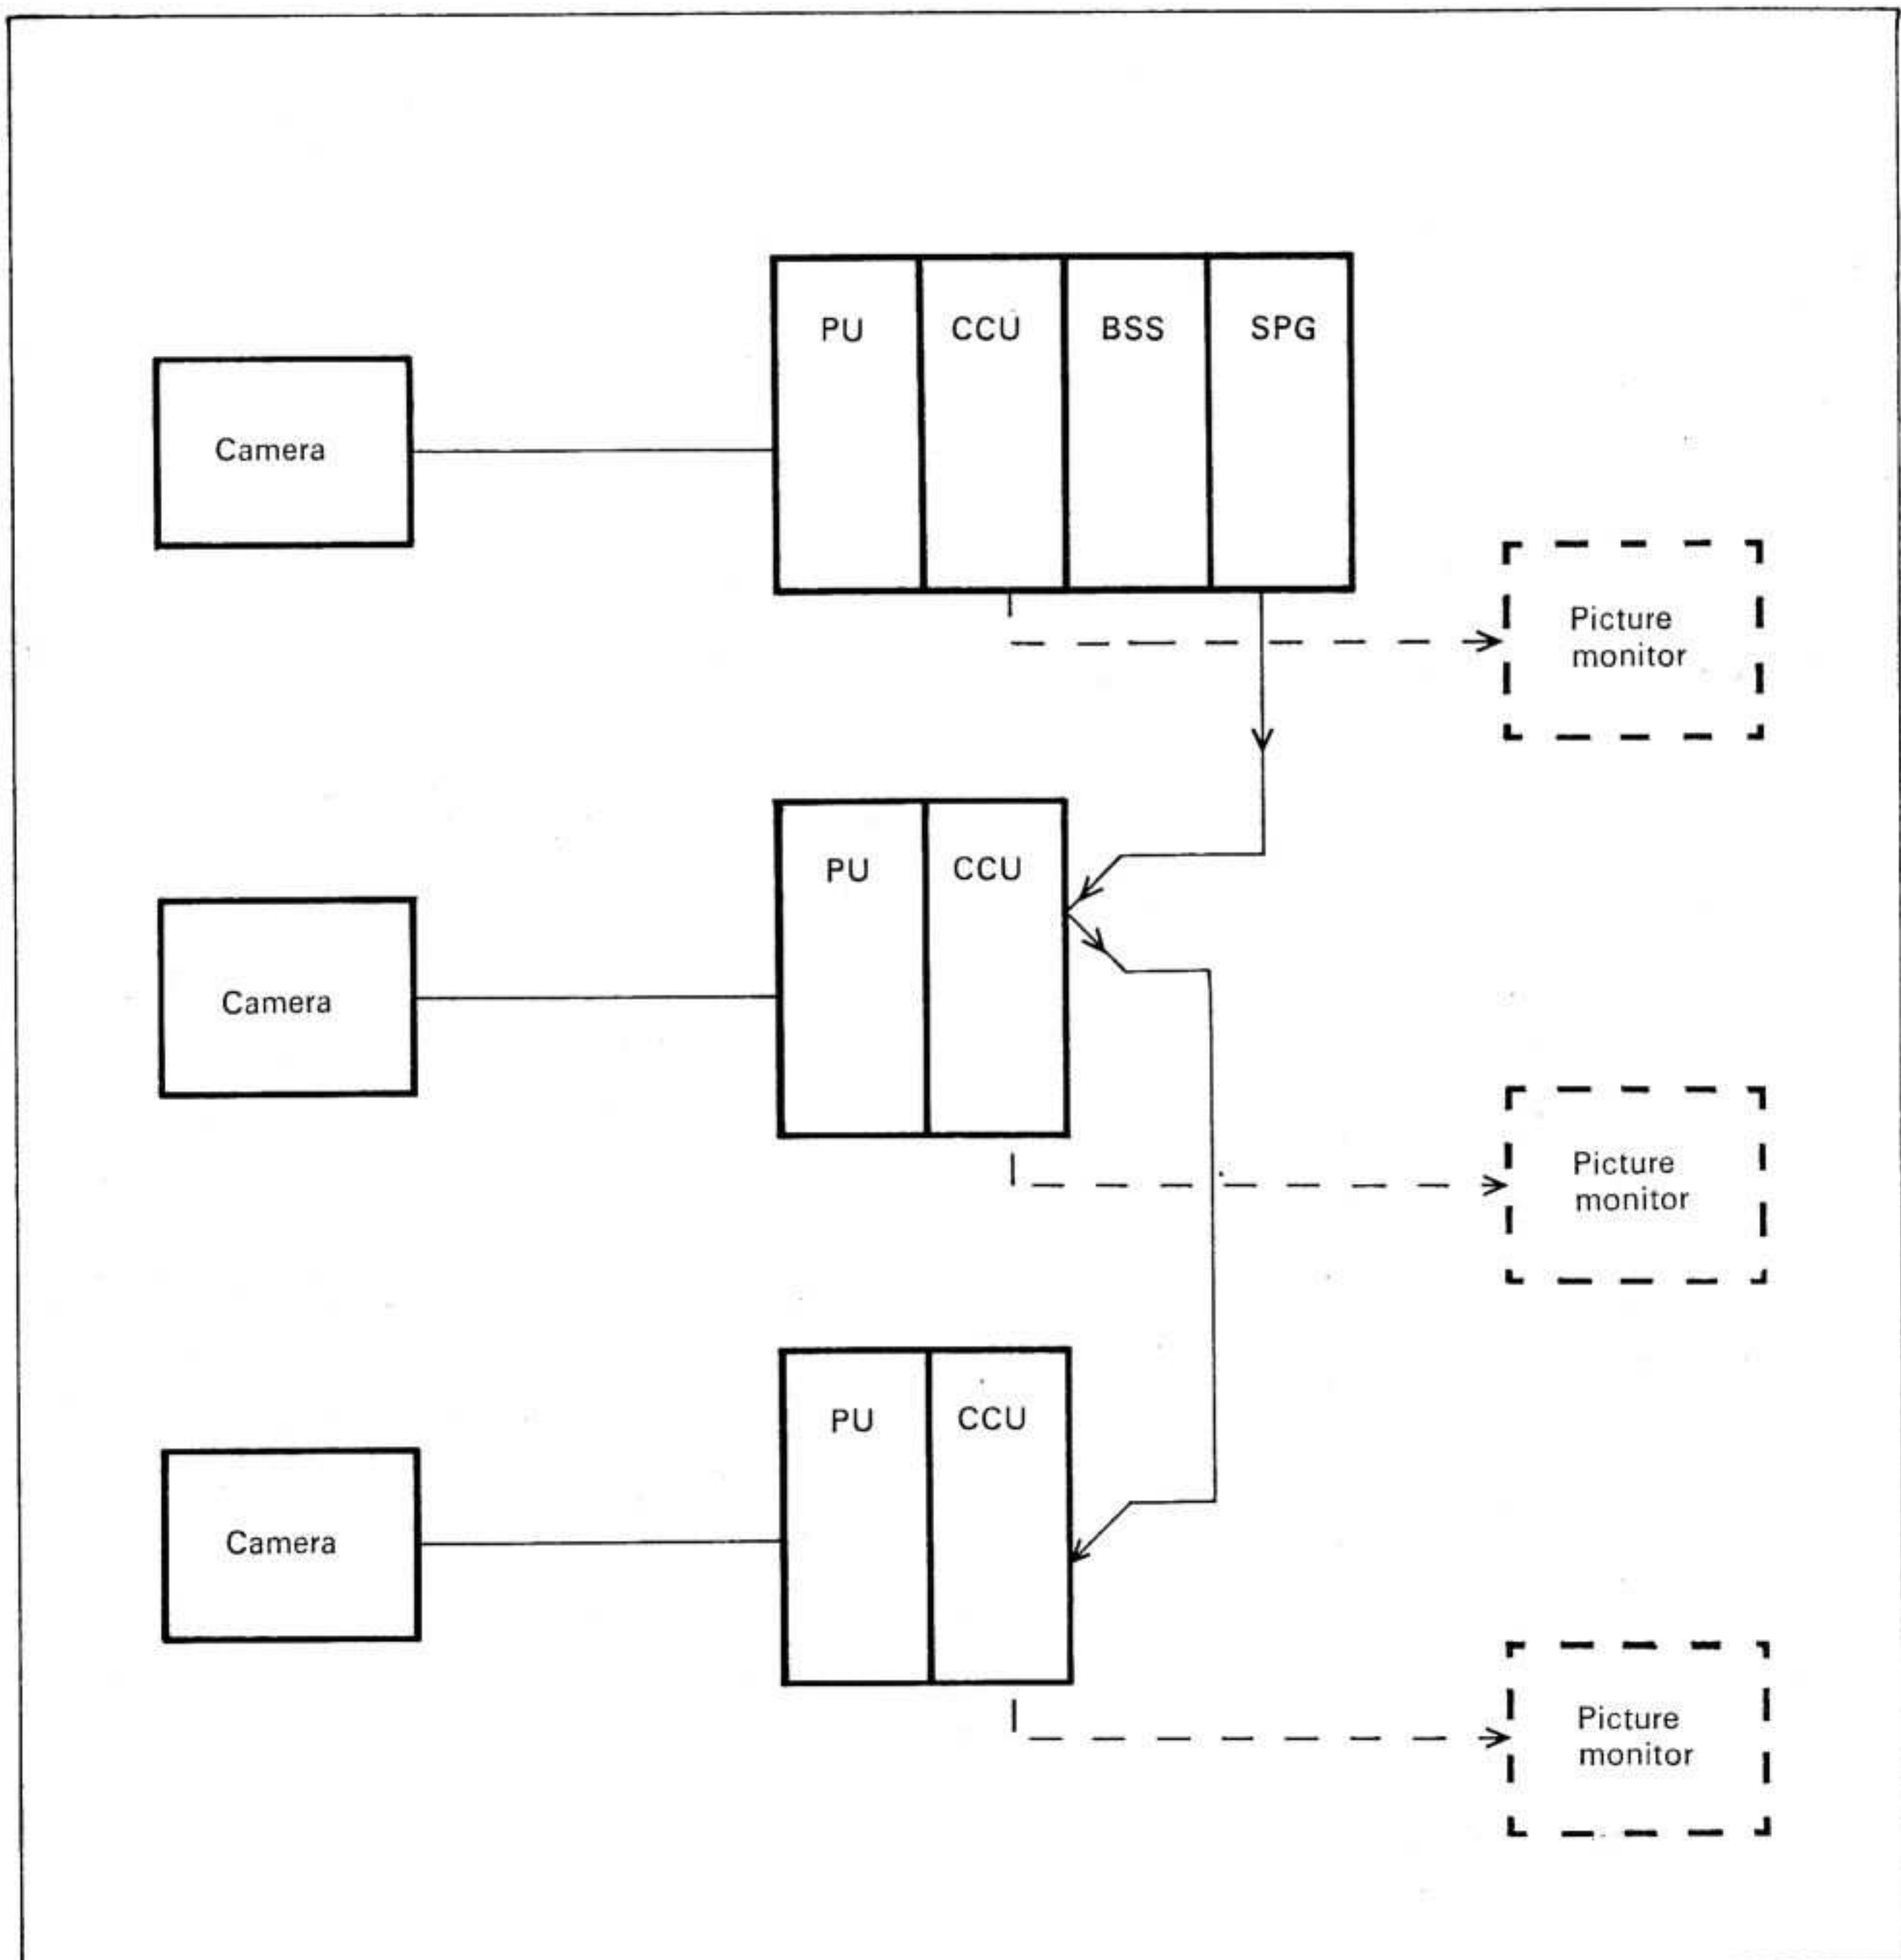 PU
CCU
BSS
SPG
Camera
Picture
monitor
PU
CCU
Camera
Picture
monitor
PU
CCU
Camera
Picture
monitor